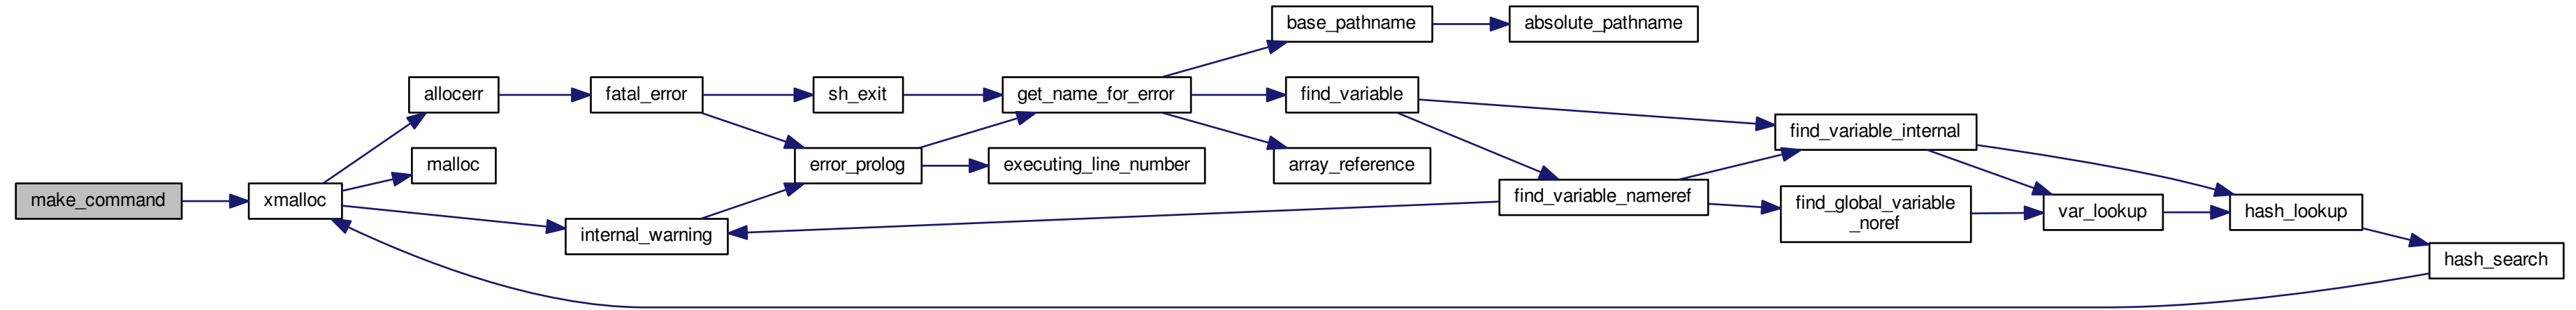 make_command
xmalloc
allocerr
malloc
internal_warning
fatal_error
sh_exit
error_prolog
get_name_for_error
executing_line_number
base_pathname
absolute_pathname
find_variable
array_reference
find_variable_nameref
find_variable_internal
find_global_variable
_noref
var_lookup
hash_lookup
hash_search